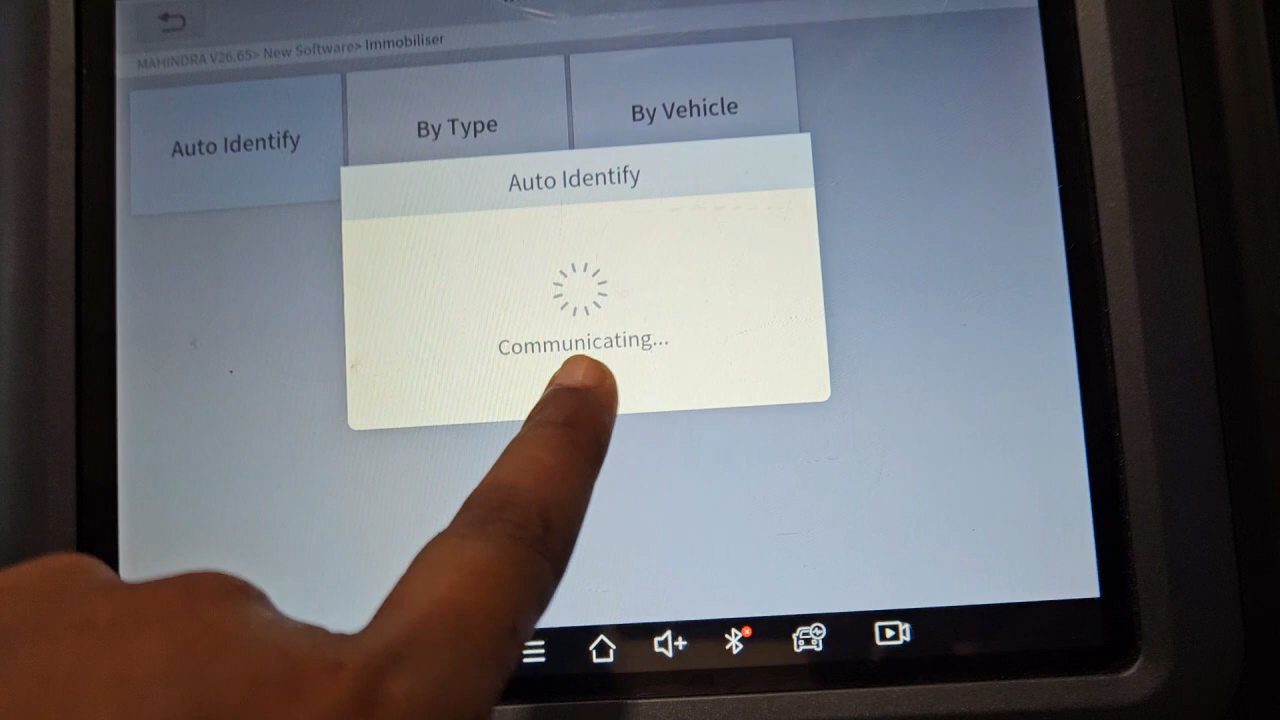 MAHINDRA V26.65> New Software> Immobiliser
Auto Identify
By Type
By Vehicle
Auto Identify
Communicating...